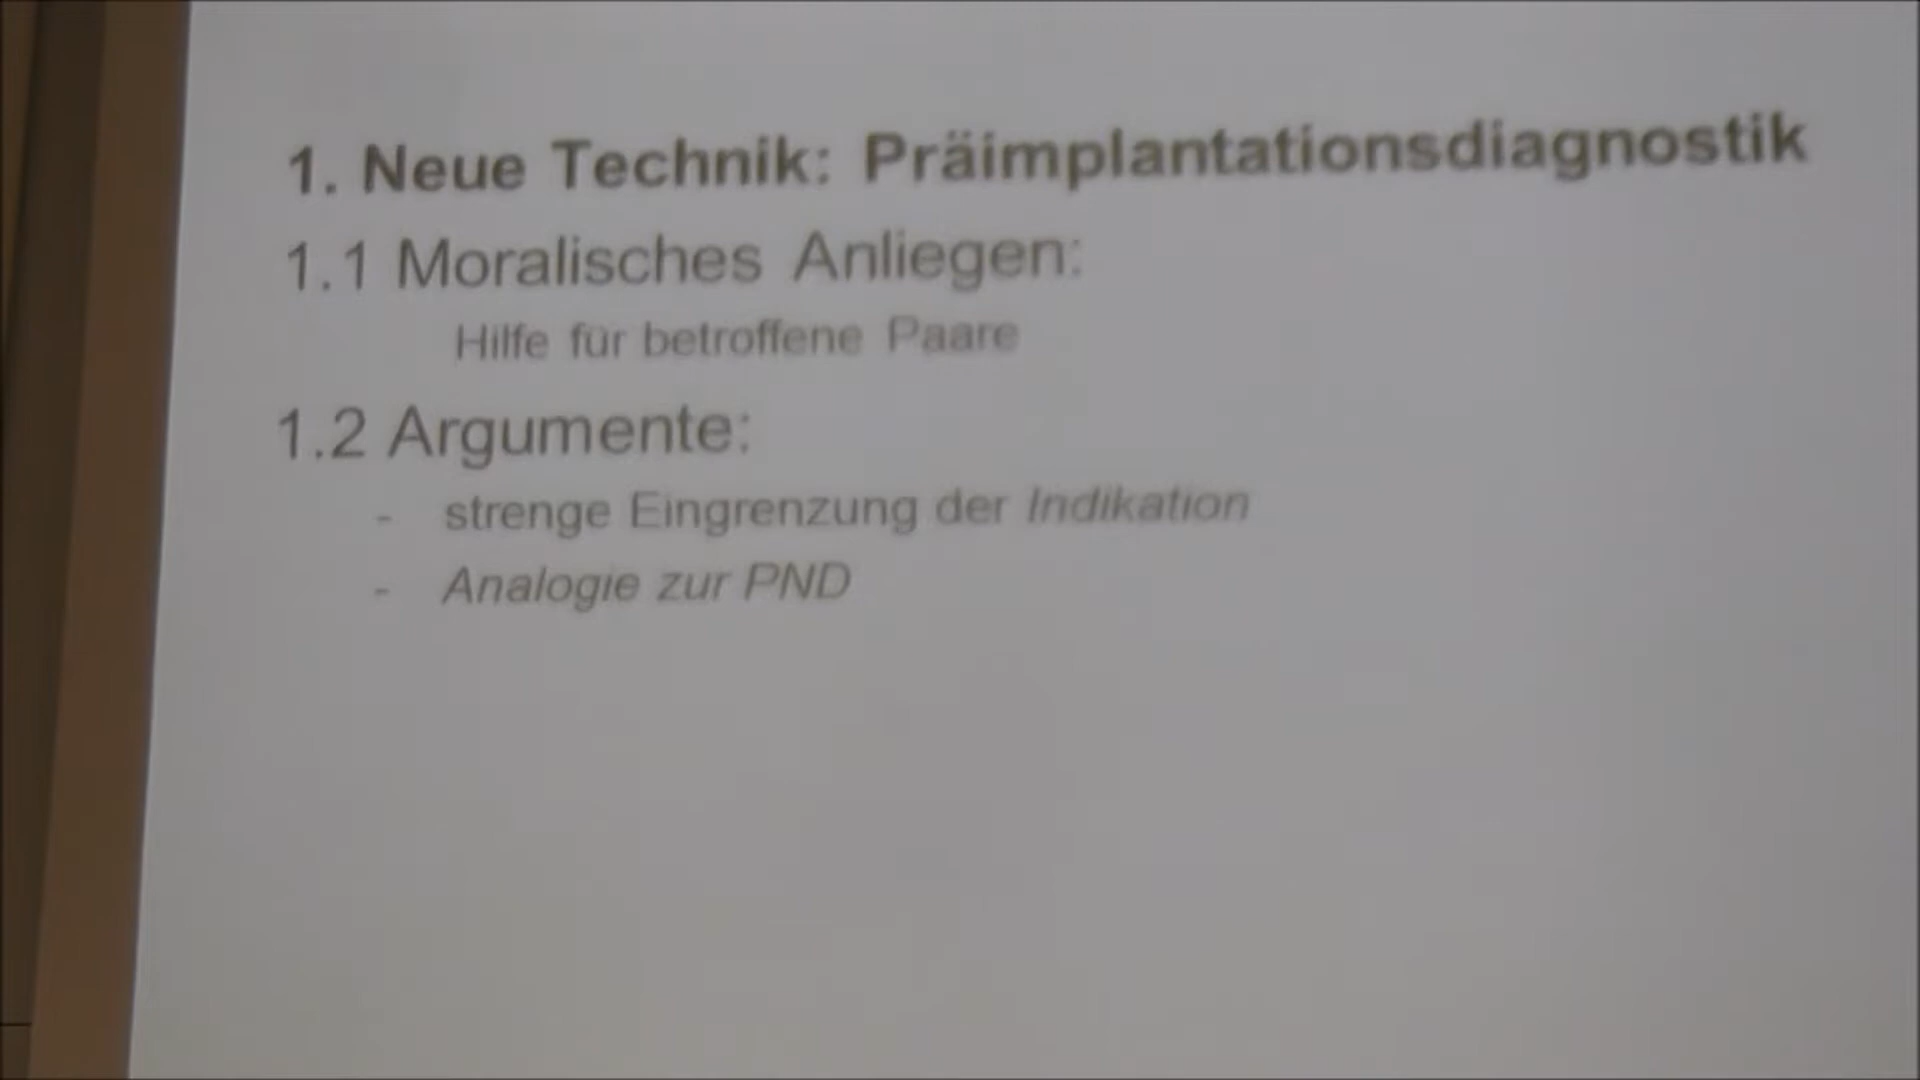 1. Neue Technik: Präimplantationsdiagnostik
1.1 Moralisches Anliegen:
Hilfe für betroffene Paare
1.2 Argumente:
- strenge Eingrenzung der Indikation
- Analogie zur PND